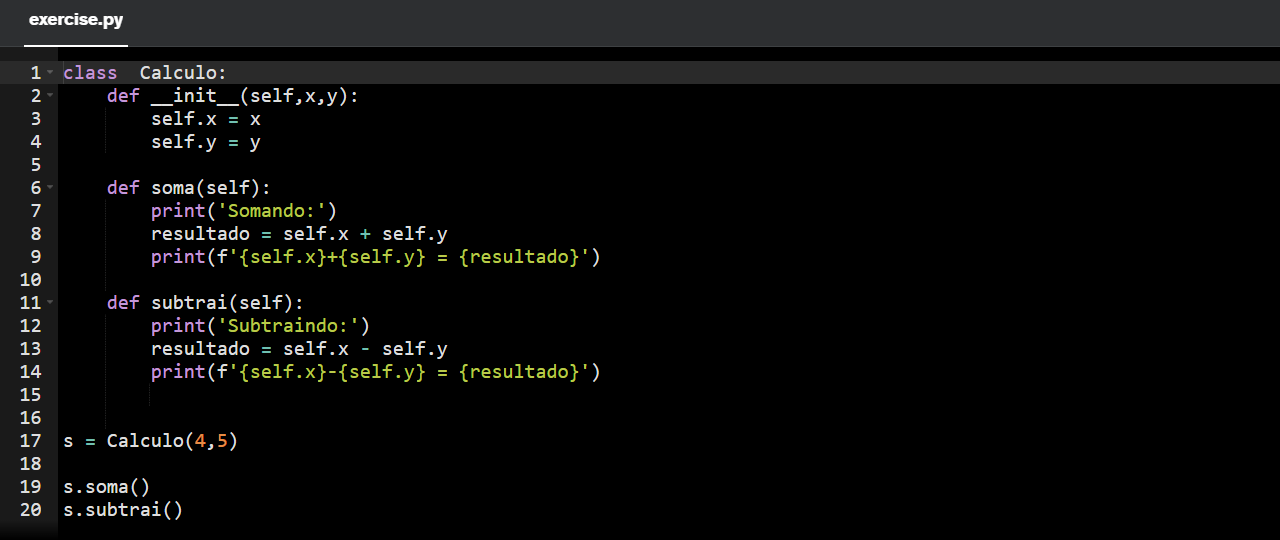 exercise.py
1 class  Calculo:
2     def __init__(self,x,y):
3         self.x = x
4         self.y = y
5
6     def soma(self):
7         print('Somando:')
8         resultado = self.x + self.y
9         print(f'{self.x}+{self.y} = {resultado}')
10
11     def subtrai(self):
12         print('Subtraindo:')
13         resultado = self.x - self.y
14         print(f'{self.x}-{self.y} = {resultado}')
15
16
17 s = Calculo(4,5)
18
19 s.soma()
20 s.subtrai()